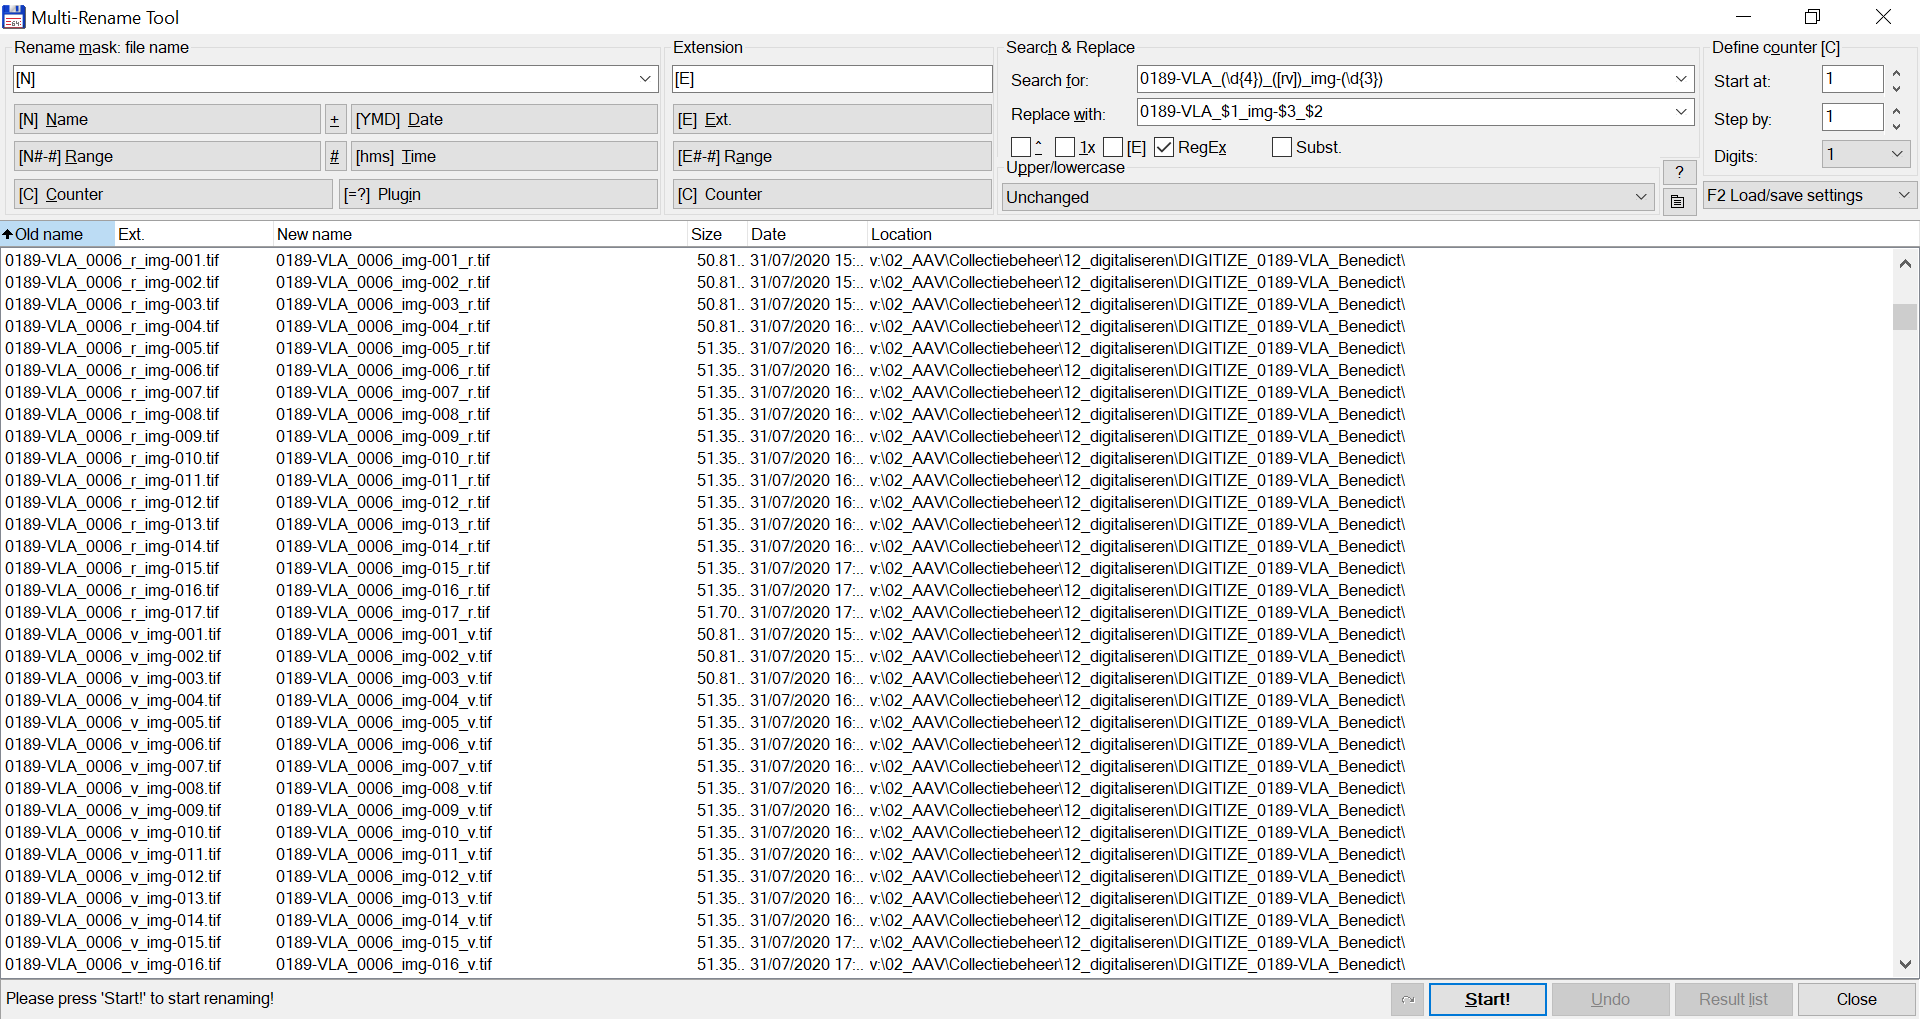 Multi-Rename Tool
Rename mask: file name
Extension
Search & Replace
Define counter [C]
[N]
[E]
Search for:
0189-VLA_(\d{4})_([rv])_img-(\d{3})
Start at:
1
[N] Name
+
[YMD] Date
[E] Ext.
Replace with:
0189-VLA_$1_img-$3_$2
Step by:
1
[N#-#] Range
#
[hms] Time
[E#-#] Range
^
1x
[E]
RegEx
Subst.
Digits:
1
[C] Counter
[=?] Plugin
[C] Counter
Upper/lowercase
Unchanged
?
F2 Load/save settings
Old name Ext. New name Size Date Location
0189-VLA_0006_r_img-001.tif 0189-VLA_0006_img-001_r.tif 50.81.. 31/07/2020 15:.. v:\02_AAV\Collectiebeheer\12_digitaliseren\DIGITIZE_0189-VLA_Benedict\
0189-VLA_0006_r_img-002.tif 0189-VLA_0006_img-002_r.tif 50.81.. 31/07/2020 15:.. v:\02_AAV\Collectiebeheer\12_digitaliseren\DIGITIZE_0189-VLA_Benedict\
0189-VLA_0006_r_img-003.tif 0189-VLA_0006_img-003_r.tif 50.81.. 31/07/2020 15:.. v:\02_AAV\Collectiebeheer\12_digitaliseren\DIGITIZE_0189-VLA_Benedict\
0189-VLA_0006_r_img-004.tif 0189-VLA_0006_img-004_r.tif 50.81.. 31/07/2020 16:.. v:\02_AAV\Collectiebeheer\12_digitaliseren\DIGITIZE_0189-VLA_Benedict\
0189-VLA_0006_r_img-005.tif 0189-VLA_0006_img-005_r.tif 51.35.. 31/07/2020 16:.. v:\02_AAV\Collectiebeheer\12_digitaliseren\DIGITIZE_0189-VLA_Benedict\
0189-VLA_0006_r_img-006.tif 0189-VLA_0006_img-006_r.tif 51.35.. 31/07/2020 16:.. v:\02_AAV\Collectiebeheer\12_digitaliseren\DIGITIZE_0189-VLA_Benedict\
0189-VLA_0006_r_img-007.tif 0189-VLA_0006_img-007_r.tif 51.35.. 31/07/2020 16:.. v:\02_AAV\Collectiebeheer\12_digitaliseren\DIGITIZE_0189-VLA_Benedict\
0189-VLA_0006_r_img-008.tif 0189-VLA_0006_img-008_r.tif 51.35.. 31/07/2020 16:.. v:\02_AAV\Collectiebeheer\12_digitaliseren\DIGITIZE_0189-VLA_Benedict\
0189-VLA_0006_r_img-009.tif 0189-VLA_0006_img-009_r.tif 51.35.. 31/07/2020 16:.. v:\02_AAV\Collectiebeheer\12_digitaliseren\DIGITIZE_0189-VLA_Benedict\
0189-VLA_0006_r_img-010.tif 0189-VLA_0006_img-010_r.tif 51.35.. 31/07/2020 16:.. v:\02_AAV\Collectiebeheer\12_digitaliseren\DIGITIZE_0189-VLA_Benedict\
0189-VLA_0006_r_img-011.tif 0189-VLA_0006_img-011_r.tif 51.35.. 31/07/2020 16:.. v:\02_AAV\Collectiebeheer\12_digitaliseren\DIGITIZE_0189-VLA_Benedict\
0189-VLA_0006_r_img-012.tif 0189-VLA_0006_img-012_r.tif 51.35.. 31/07/2020 16:.. v:\02_AAV\Collectiebeheer\12_digitaliseren\DIGITIZE_0189-VLA_Benedict\
0189-VLA_0006_r_img-013.tif 0189-VLA_0006_img-013_r.tif 51.35.. 31/07/2020 16:.. v:\02_AAV\Collectiebeheer\12_digitaliseren\DIGITIZE_0189-VLA_Benedict\
0189-VLA_0006_r_img-014.tif 0189-VLA_0006_img-014_r.tif 51.35.. 31/07/2020 16:.. v:\02_AAV\Collectiebeheer\12_digitaliseren\DIGITIZE_0189-VLA_Benedict\
0189-VLA_0006_r_img-015.tif 0189-VLA_0006_img-015_r.tif 51.35.. 31/07/2020 17:.. v:\02_AAV\Collectiebeheer\12_digitaliseren\DIGITIZE_0189-VLA_Benedict\
0189-VLA_0006_r_img-016.tif 0189-VLA_0006_img-016_r.tif 51.35.. 31/07/2020 17:.. v:\02_AAV\Collectiebeheer\12_digitaliseren\DIGITIZE_0189-VLA_Benedict\
0189-VLA_0006_r_img-017.tif 0189-VLA_0006_img-017_r.tif 51.70.. 31/07/2020 17:.. v:\02_AAV\Collectiebeheer\12_digitaliseren\DIGITIZE_0189-VLA_Benedict\
0189-VLA_0006_v_img-001.tif 0189-VLA_0006_img-001_v.tif 50.81.. 31/07/2020 15:.. v:\02_AAV\Collectiebeheer\12_digitaliseren\DIGITIZE_0189-VLA_Benedict\
0189-VLA_0006_v_img-002.tif 0189-VLA_0006_img-002_v.tif 50.81.. 31/07/2020 15:.. v:\02_AAV\Collectiebeheer\12_digitaliseren\DIGITIZE_0189-VLA_Benedict\
0189-VLA_0006_v_img-003.tif 0189-VLA_0006_img-003_v.tif 50.81.. 31/07/2020 16:.. v:\02_AAV\Collectiebeheer\12_digitaliseren\DIGITIZE_0189-VLA_Benedict\
0189-VLA_0006_v_img-004.tif 0189-VLA_0006_img-004_v.tif 51.35.. 31/07/2020 16:.. v:\02_AAV\Collectiebeheer\12_digitaliseren\DIGITIZE_0189-VLA_Benedict\
0189-VLA_0006_v_img-005.tif 0189-VLA_0006_img-005_v.tif 51.35.. 31/07/2020 16:.. v:\02_AAV\Collectiebeheer\12_digitaliseren\DIGITIZE_0189-VLA_Benedict\
0189-VLA_0006_v_img-006.tif 0189-VLA_0006_img-006_v.tif 51.35.. 31/07/2020 16:.. v:\02_AAV\Collectiebeheer\12_digitaliseren\DIGITIZE_0189-VLA_Benedict\
0189-VLA_0006_v_img-007.tif 0189-VLA_0006_img-007_v.tif 51.35.. 31/07/2020 16:.. v:\02_AAV\Collectiebeheer\12_digitaliseren\DIGITIZE_0189-VLA_Benedict\
0189-VLA_0006_v_img-008.tif 0189-VLA_0006_img-008_v.tif 51.35.. 31/07/2020 16:.. v:\02_AAV\Collectiebeheer\12_digitaliseren\DIGITIZE_0189-VLA_Benedict\
0189-VLA_0006_v_img-009.tif 0189-VLA_0006_img-009_v.tif 51.35.. 31/07/2020 16:.. v:\02_AAV\Collectiebeheer\12_digitaliseren\DIGITIZE_0189-VLA_Benedict\
0189-VLA_0006_v_img-010.tif 0189-VLA_0006_img-010_v.tif 51.35.. 31/07/2020 16:.. v:\02_AAV\Collectiebeheer\12_digitaliseren\DIGITIZE_0189-VLA_Benedict\
0189-VLA_0006_v_img-011.tif 0189-VLA_0006_img-011_v.tif 51.35.. 31/07/2020 16:.. v:\02_AAV\Collectiebeheer\12_digitaliseren\DIGITIZE_0189-VLA_Benedict\
0189-VLA_0006_v_img-012.tif 0189-VLA_0006_img-012_v.tif 51.35.. 31/07/2020 16:.. v:\02_AAV\Collectiebeheer\12_digitaliseren\DIGITIZE_0189-VLA_Benedict\
0189-VLA_0006_v_img-013.tif 0189-VLA_0006_img-013_v.tif 51.35.. 31/07/2020 16:.. v:\02_AAV\Collectiebeheer\12_digitaliseren\DIGITIZE_0189-VLA_Benedict\
0189-VLA_0006_v_img-014.tif 0189-VLA_0006_img-014_v.tif 51.35.. 31/07/2020 16:.. v:\02_AAV\Collectiebeheer\12_digitaliseren\DIGITIZE_0189-VLA_Benedict\
0189-VLA_0006_v_img-015.tif 0189-VLA_0006_img-015_v.tif 51.35.. 31/07/2020 17:.. v:\02_AAV\Collectiebeheer\12_digitaliseren\DIGITIZE_0189-VLA_Benedict\
0189-VLA_0006_v_img-016.tif 0189-VLA_0006_img-016_v.tif 51.35.. 31/07/2020 17:.. v:\02_AAV\Collectiebeheer\12_digitaliseren\DIGITIZE_0189-VLA_Benedict\
Please press 'Start!' to start renaming!
Start!
Undo
Result list
Close